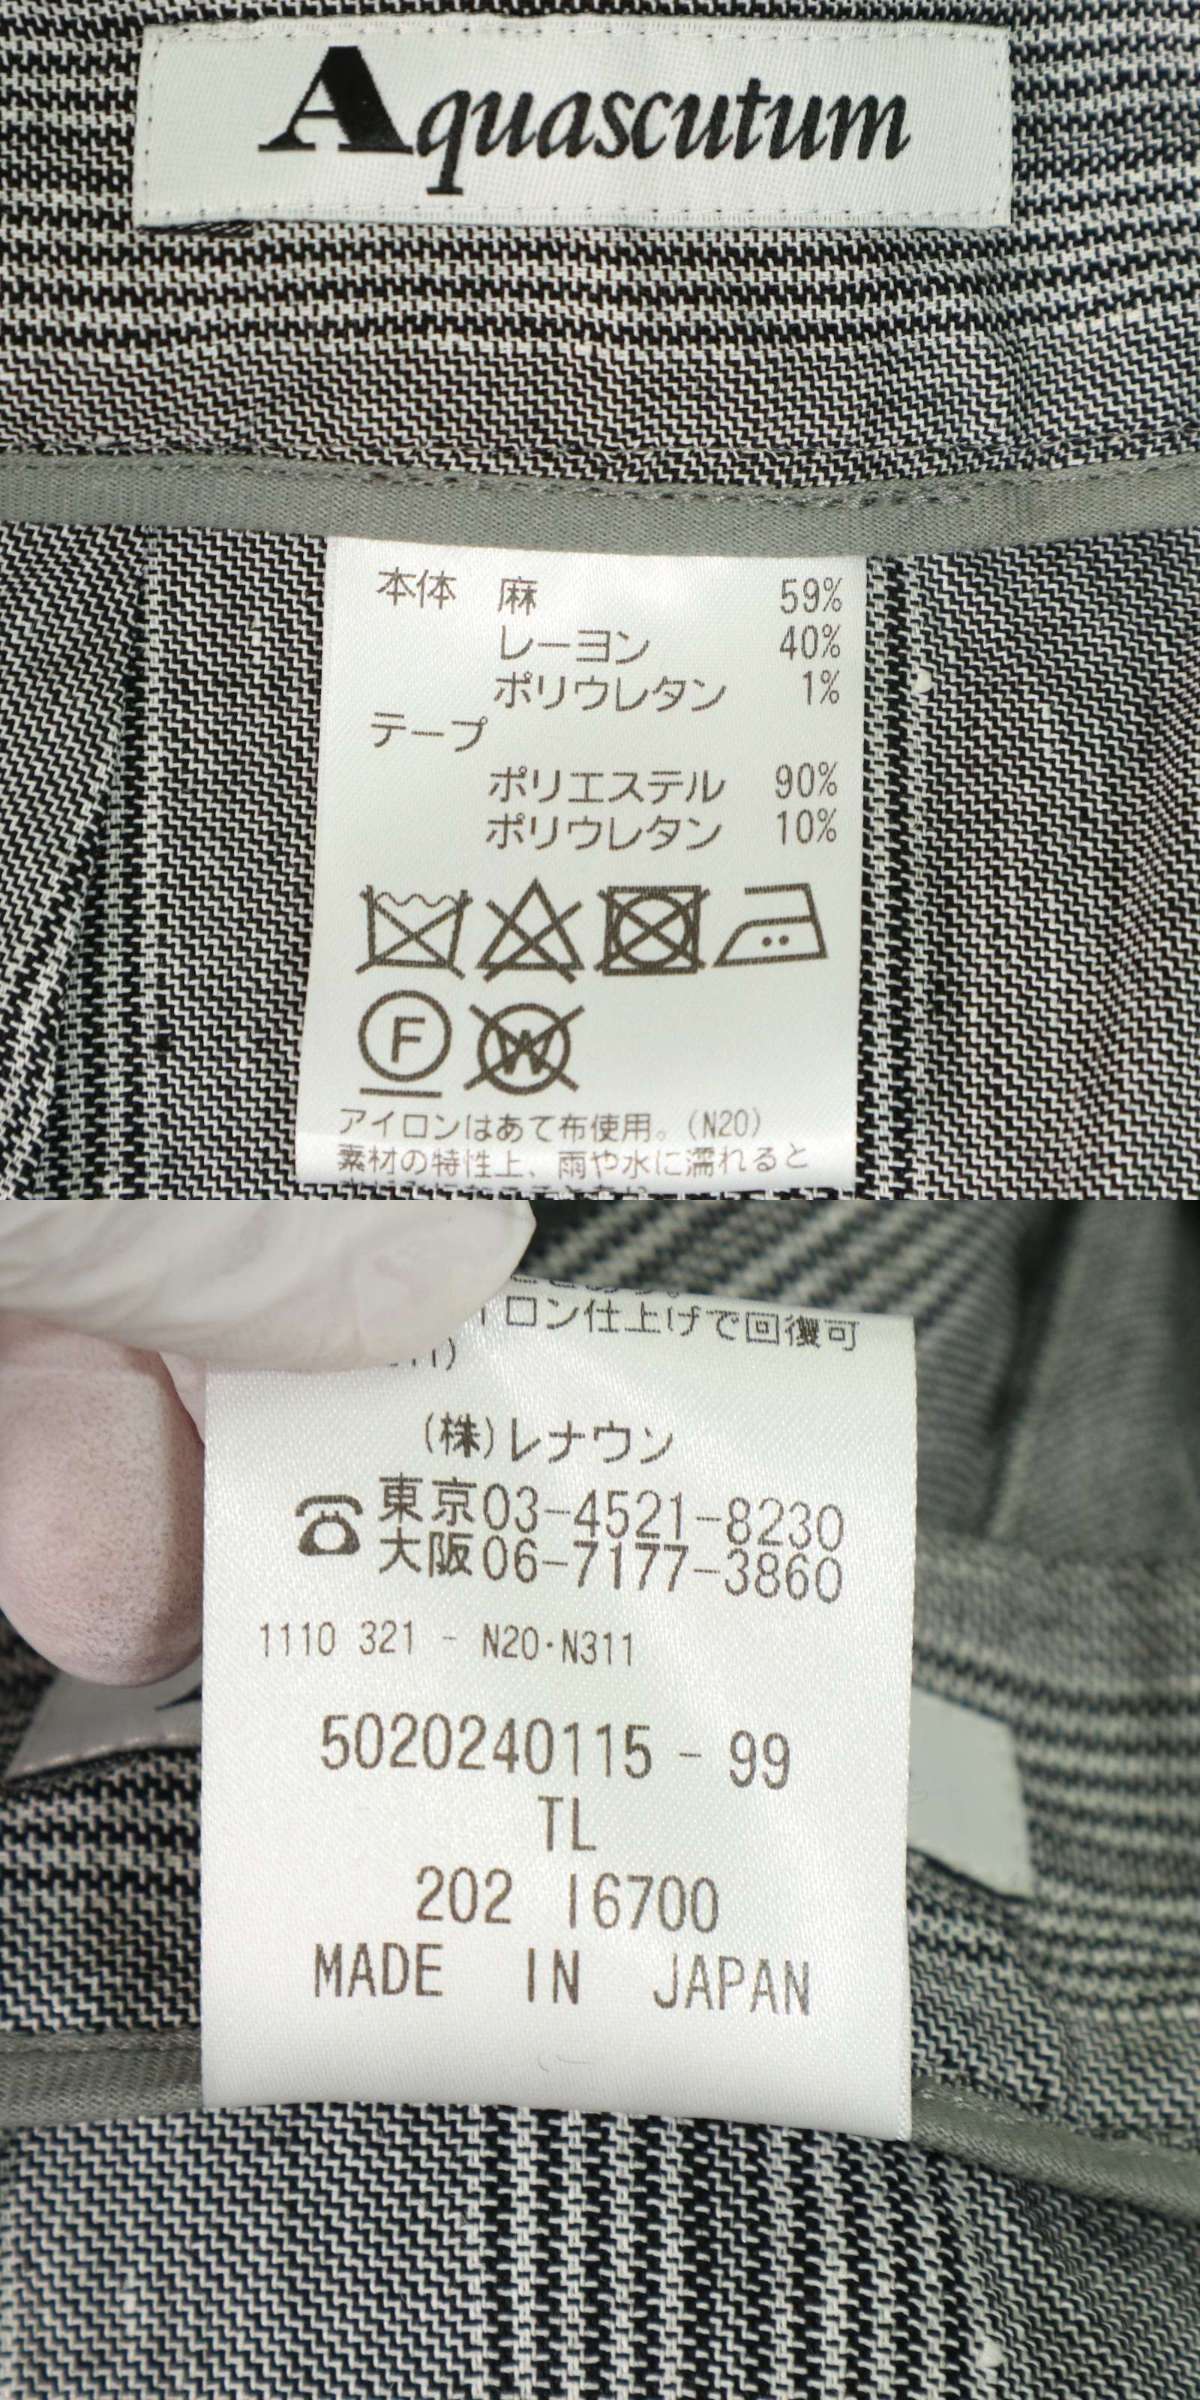 Aquascutum
本体 麻 59%
レーヨン 40%
ポリウレタン 1%
テープ
ポリエステル 90%
ポリウレタン 10%
F W
アイロンはあて布使用。(N20)
素材の特性上、雨や水に濡れると
イロン仕上げで回復可
(株)レナウン
東京03-4521-8230
大阪06-7177-3860
1110 321 - N20·N311
5020240115 - 99
TL
202 I6700
MADE IN JAPAN